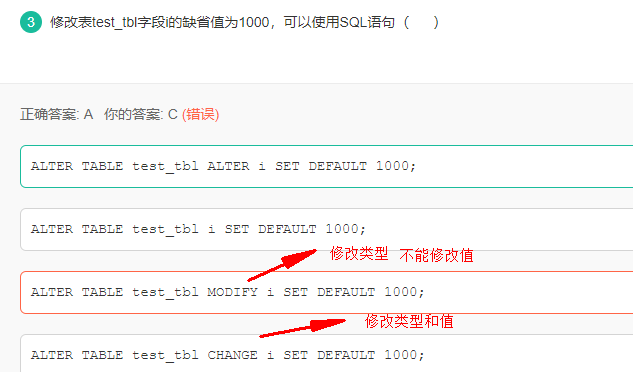 3 修改表test_tbl字段i的缺省值为1000，可以使用SQL语句（ ）
正确答案: A 你的答案: C (错误)
ALTER TABLE test_tbl ALTER i SET DEFAULT 1000;
ALTER TABLE test_tbl i SET DEFAULT 1000;
修改类型 不能修改值
ALTER TABLE test_tbl MODIFY i SET DEFAULT 1000;
修改类型和值
ALTER TABLE test_tbl CHANGE i SET DEFAULT 1000;